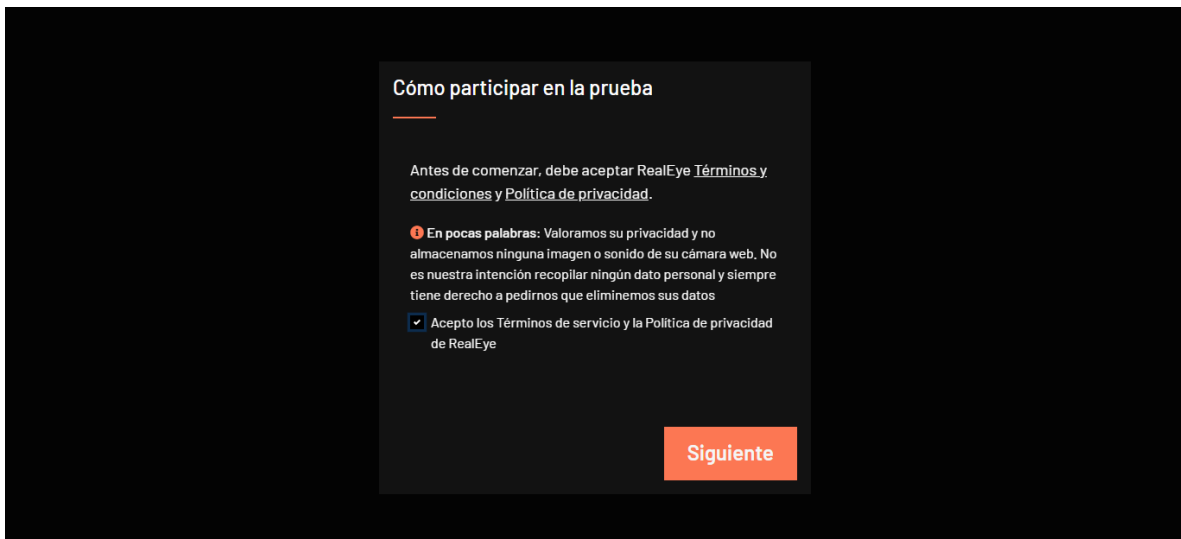 Cómo participar en la prueba
Antes de comenzar, debe aceptar RealEye Términos y
condiciones y Política de privacidad.
En pocas palabras: Valoramos su privacidad y no
almacenamos ninguna imagen o sonido de su cámara web. No
es nuestra intención recopilar ningún dato personal y siempre
tiene derecho a pedirnos que eliminemos sus datos
Acepto los Términos de servicio y la Política de privacidad
de RealEye
Siguiente